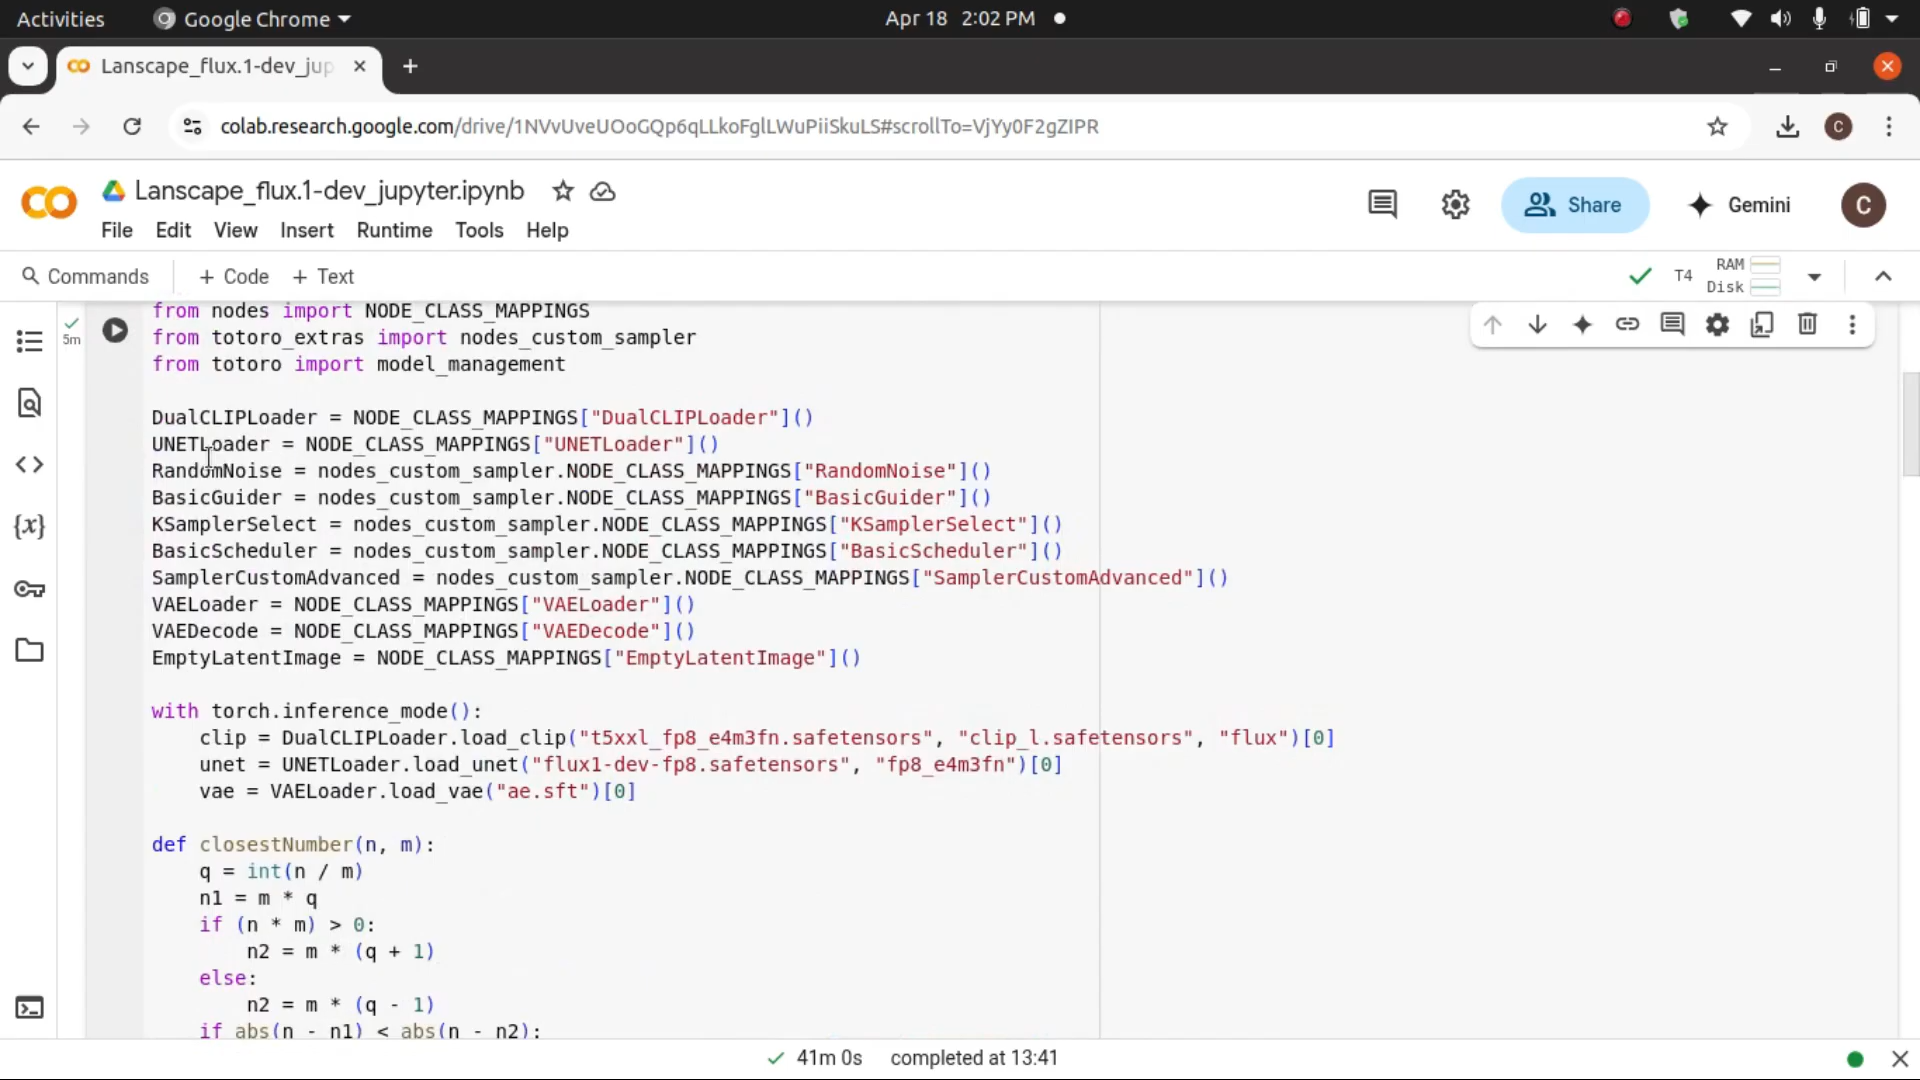 Activities Google Chrome Apr 18 2:02 PM
Lanscape_flux.1-dev_jup
colab.research.google.com/drive/1NVvUveUOoGQp6qLLkoFglLWuPiiSkuLS#scrollTo=VjYy0F2gZIPR C
Lanscape_flux.1-dev_jupyter.ipynb
File Edit View Insert Runtime Tools Help
Share Gemini C
Commands + Code + Text T4 RAM Disk
from nodes import NODE_CLASS_MAPPINGS
5m
from totoro_extras import nodes_custom_sampler
from totoro import model_management
DualCLIPLoader = NODE_CLASS_MAPPINGS["DualCLIPLoader"]()
UNETLoader = NODE_CLASS_MAPPINGS["UNETLoader"]()
RandomNoise = nodes_custom_sampler.NODE_CLASS_MAPPINGS["RandomNoise"]()
BasicGuider = nodes_custom_sampler.NODE_CLASS_MAPPINGS["BasicGuider"]()
KSamplerSelect = nodes_custom_sampler.NODE_CLASS_MAPPINGS["KSamplerSelect"]()
BasicScheduler = nodes_custom_sampler.NODE_CLASS_MAPPINGS["BasicScheduler"]()
SamplerCustomAdvanced = nodes_custom_sampler.NODE_CLASS_MAPPINGS["SamplerCustomAdvanced"]()
VAELoader = NODE_CLASS_MAPPINGS["VAELoader"]()
VAEDecode = NODE_CLASS_MAPPINGS["VAEDecode"]()
EmptyLatentImage = NODE_CLASS_MAPPINGS["EmptyLatentImage"]()
with torch.inference_mode():
    clip = DualCLIPLoader.load_clip("t5xxl_fp8_e4m3fn.safetensors", "clip_l.safetensors", "flux")[0]
    unet = UNETLoader.load_unet("flux1-dev-fp8.safetensors", "fp8_e4m3fn")[0]
    vae = VAELoader.load_vae("ae.sft")[0]
def closestNumber(n, m):
    q = int(n / m)
    n1 = m * q
    if (n * m) > 0:
        n2 = m * (q + 1)
    else:
        n2 = m * (q - 1)
    if abs(n - n1) < abs(n - n2):
41m 0s completed at 13:41